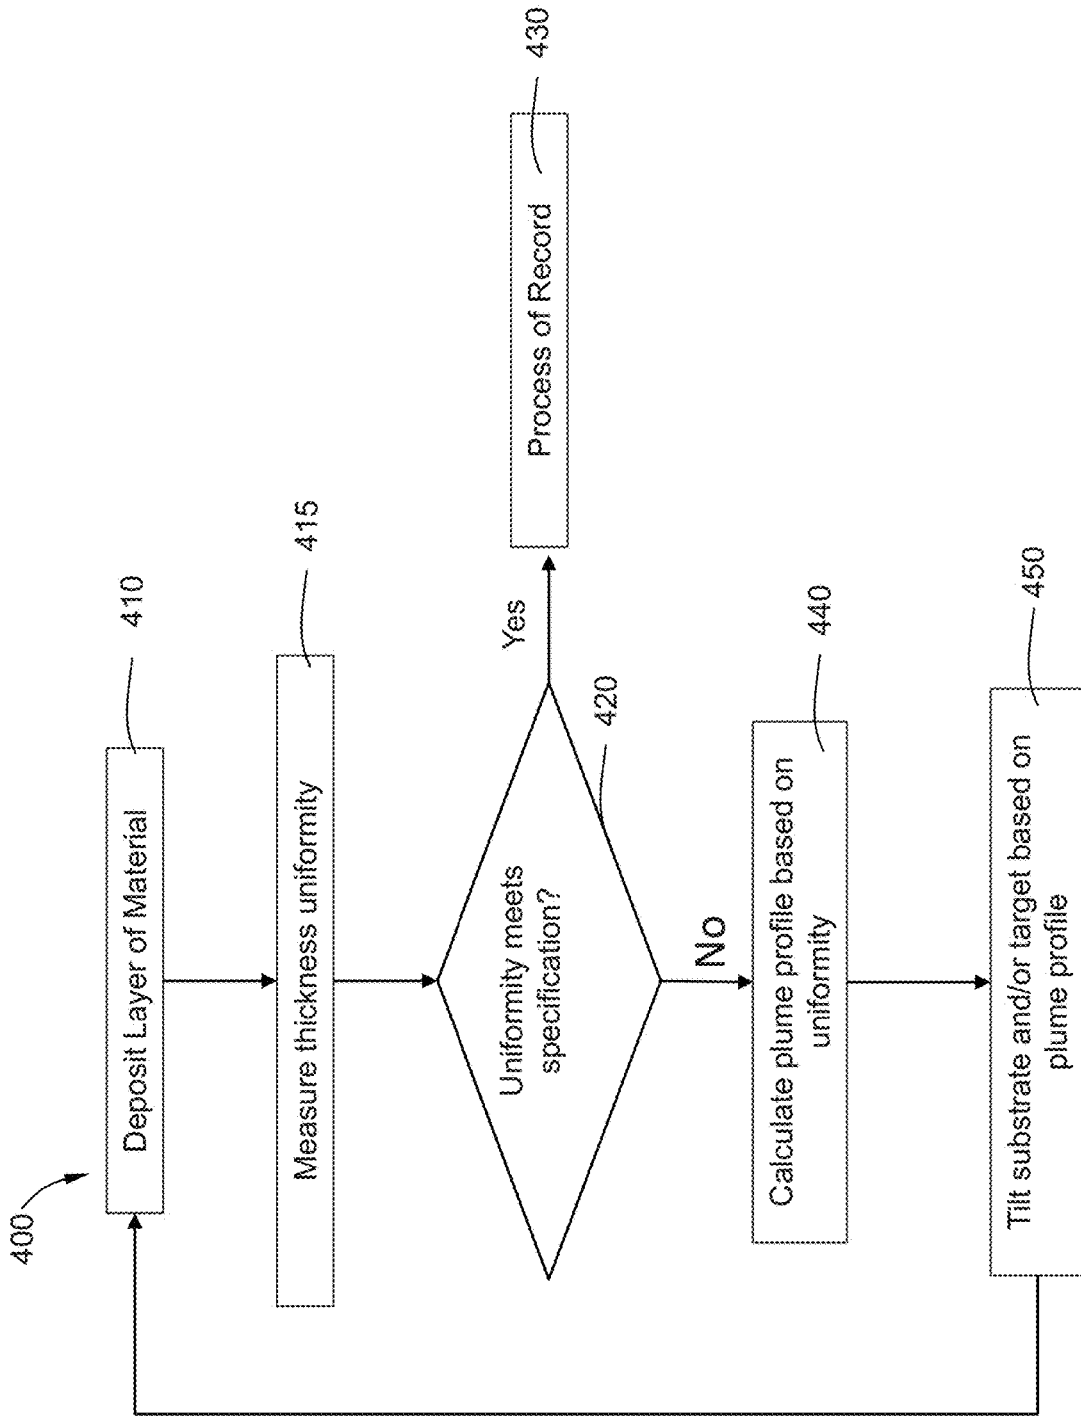 400
Deposit Layer of Material
410
Measure thickness uniformity
415
Uniformity meets
specification?
420
Yes
Process of Record
430
No
Calculate plume profile based on
uniformity
440
Tilt substrate and/or target based on
plume profile
450